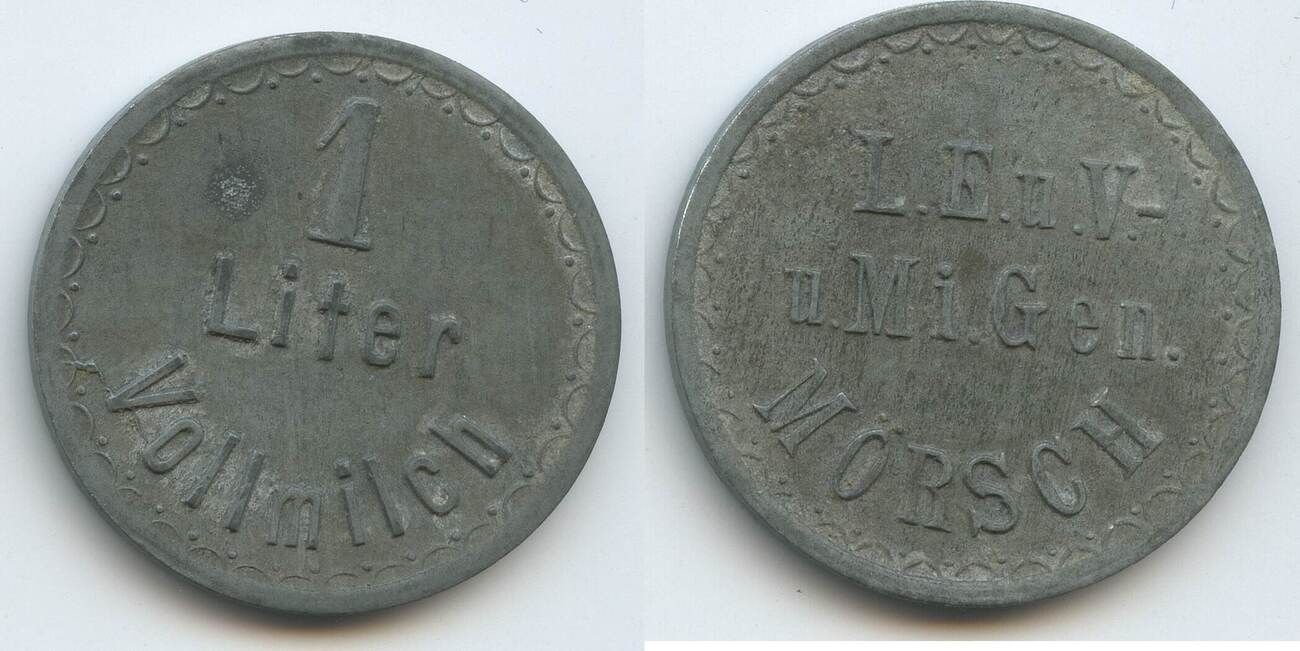 1
Liter
Vollmilch
L.E.u.V.-
u.Mi.Gen.
MÖRSCH